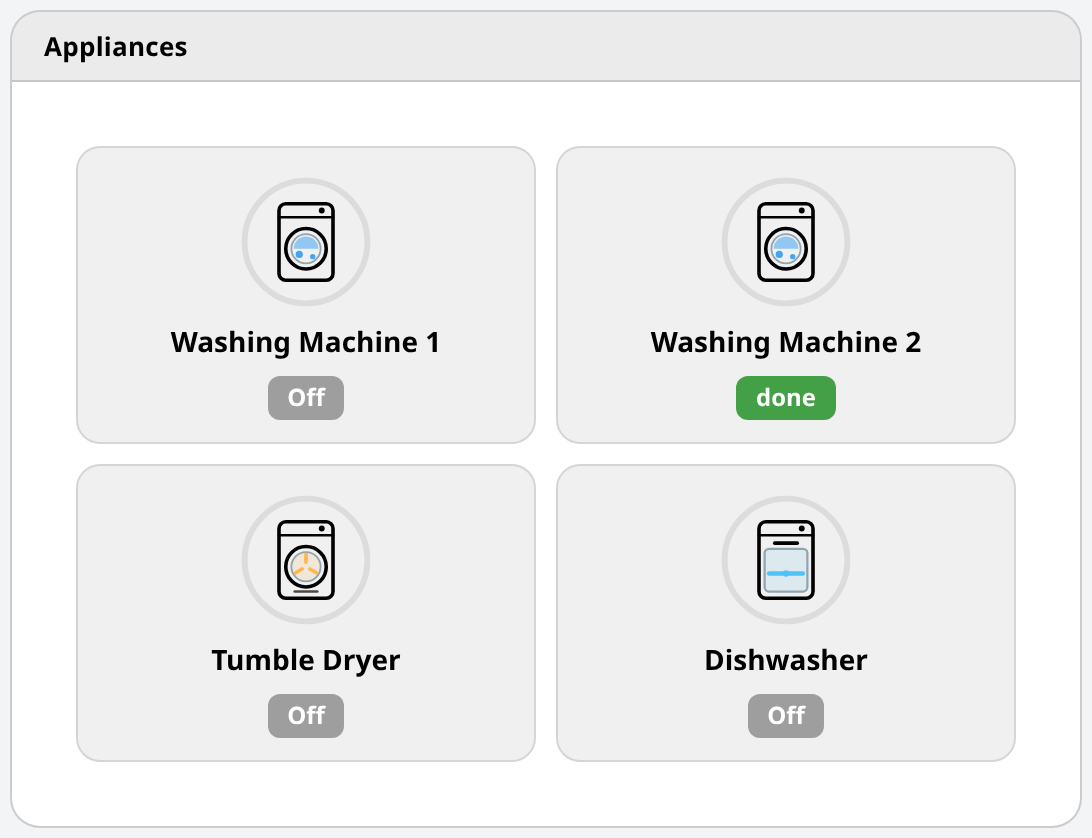 Appliances
Washing Machine 1
Off
Washing Machine 2
done
Tumble Dryer
Off
Dishwasher
Off